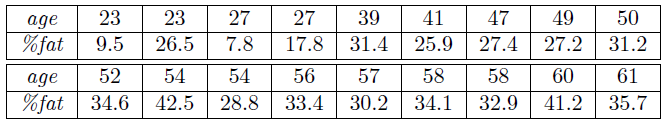 age 23 23 27 27 39 41 47 49 50
%fat 9.5 26.5 7.8 17.8 31.4 25.9 27.4 27.2 31.2
age 52 54 54 56 57 58 58 60 61
%fat 34.6 42.5 28.8 33.4 30.2 34.1 32.9 41.2 35.7